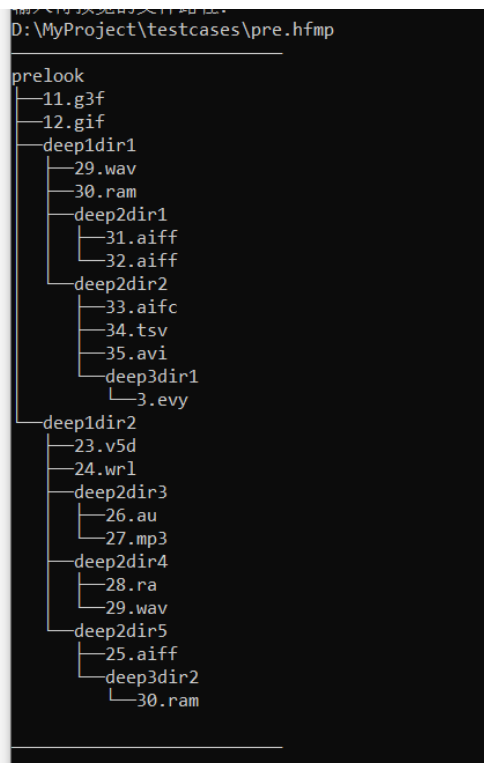 D:\MyProject\testcases\pre.hfmp
prelook
├──11.g3f
├──12.gif
├──deep1dir1
│  ├──29.wav
│  ├──30.ram
│  ├──deep2dir1
│  │  ├──31.aiff
│  │  └──32.aiff
│  └──deep2dir2
│     ├──33.aifc
│     ├──34.tsv
│     ├──35.avi
│     └──deep3dir1
│        └──3.evy
└──deep1dir2
   ├──23.v5d
   ├──24.wrl
   ├──deep2dir3
   │  ├──26.au
   │  └──27.mp3
   ├──deep2dir4
   │  ├──28.ra
   │  └──29.wav
   └──deep2dir5
      ├──25.aiff
      └──deep3dir2
         └──30.ram